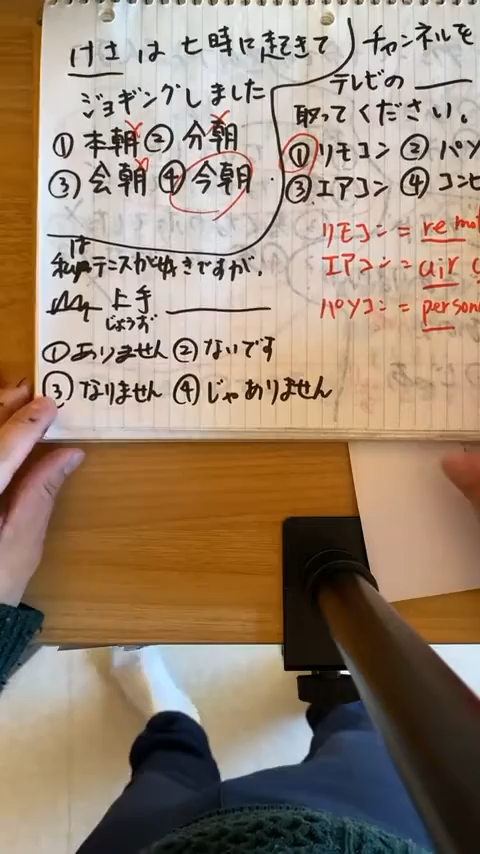 けさは七時に起きて
ジョギングしました
① 本朝 ② 分朝
③ 会朝 ④ 今朝
チャンネルを
テレビの
取ってください。
① リモコン ② パソ
③ エアコン ④ コンビ
リモコン = remot
エアコン = air c
パソコン = person
私はテニスが好きですが、
上手
じょうず
① ありません ② ないです
③ なりません ④ じゃありません